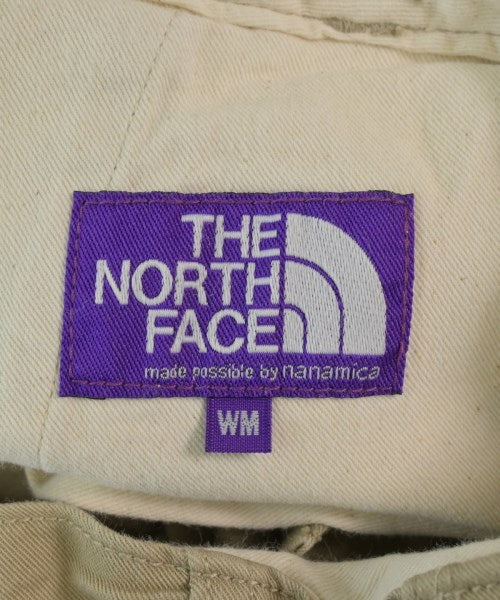 THE
NORTH
FACE
made possible by nanamica
WM